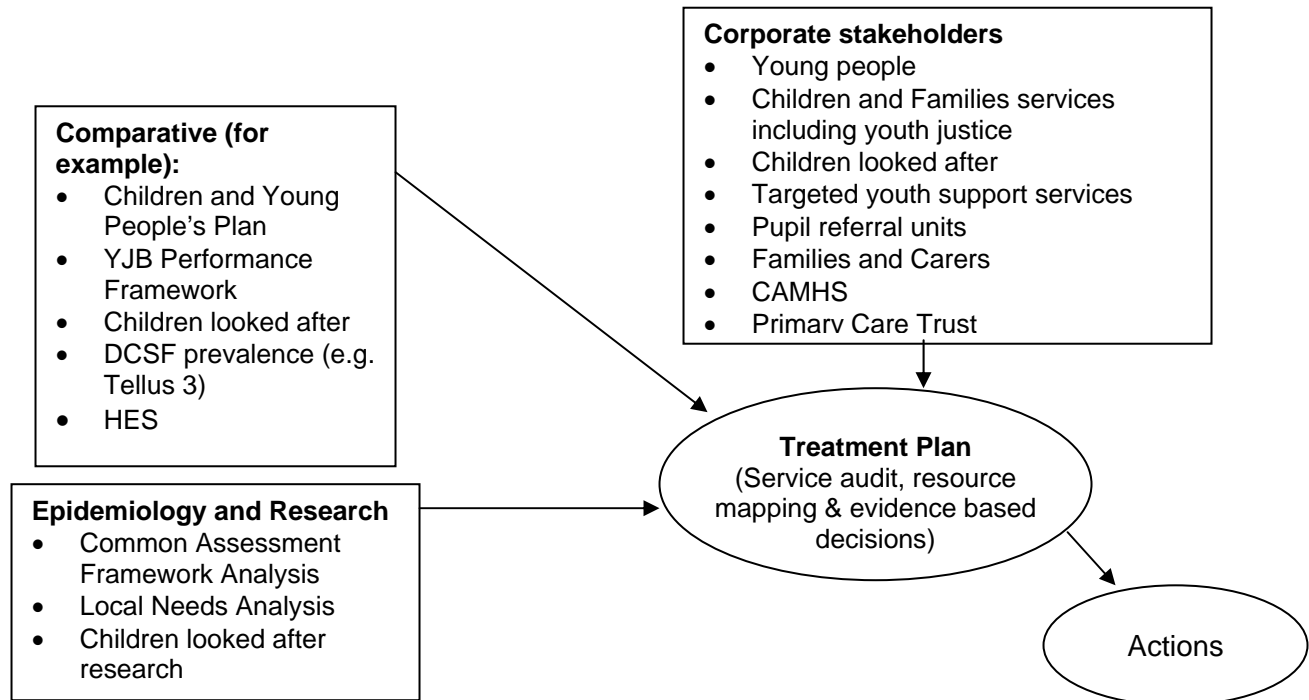 Corporate stakeholders
• Young people
• Children and Families services
including youth justice
• Children looked after
• Targeted youth support services
• Pupil referral units
• Families and Carers
• CAMHS
• Primary Care Trust
Comparative (for
example):
• Children and Young
People’s Plan
• YJB Performance
Framework
• Children looked after
• DCSF prevalence (e.g.
Tellus 3)
• HES
Treatment Plan
(Service audit, resource
mapping & evidence based
decisions)
Epidemiology and Research
• Common Assessment
Framework Analysis
• Local Needs Analysis
• Children looked after
research
Actions